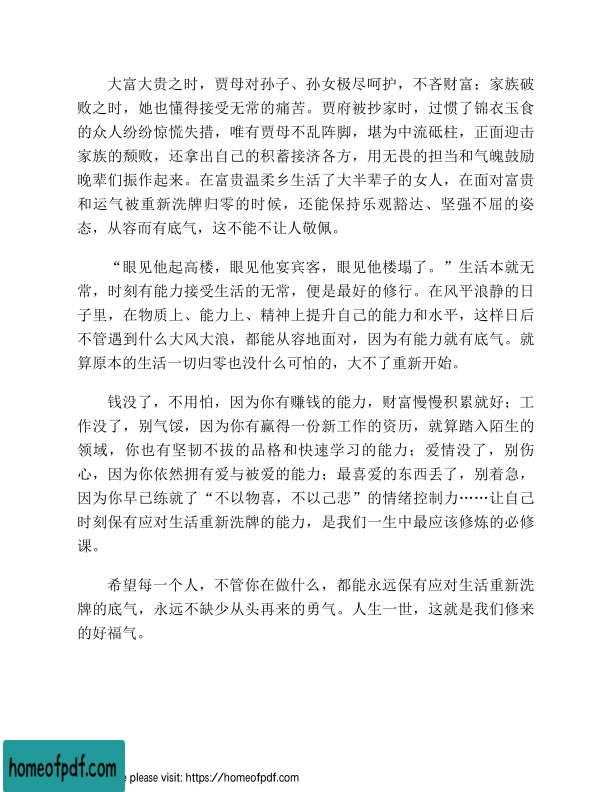 大富大贵之时，贾母对孙子、孙女极尽呵护，不吝财富；家族破
败之时，她也懂得接受无常的痛苦。贾府被抄家时，过惯了锦衣玉食
的众人纷纷惊慌失措，唯有贾母不乱阵脚，堪为中流砥柱，正面迎击
家族的颓败，还拿出自己的积蓄接济各方，用无畏的担当和气魄鼓励
晚辈们振作起来。在富贵温柔乡生活了大半辈子的女人，在面对富贵
和运气被重新洗牌归零的时候，还能保持乐观豁达、坚强不屈的姿
态，从容而有底气，这不能不让人敬佩。
“眼见他起高楼，眼见他宴宾客，眼见他楼塌了。”生活本就无
常，时刻有能力接受生活的无常，便是最好的修行。在风平浪静的日
子里，在物质上、能力上、精神上提升自己的能力和水平，这样日后
不管遇到什么大风大浪，都能从容地面对，因为有能力就有底气。就
算原本的生活一切归零也没什么可怕的，大不了重新开始。
钱没了，不用怕，因为你有赚钱的能力，财富慢慢积累就好；工
作没了，别气馁，因为你有赢得一份新工作的资历，就算踏入陌生的
领域，你也有坚韧不拔的品格和快速学习的能力；爱情没了，别伤
心，因为你依然拥有爱与被爱的能力；最喜爱的东西丢了，别着急，
因为你早已练就了“不以物喜，不以己悲”的情绪控制力……让自己
时刻保有应对生活重新洗牌的能力，是我们一生中最应该修炼的必修
课。
希望每一个人，不管你在做什么，都能永远保有应对生活重新洗
牌的底气，永远不缺少从头再来的勇气。人生一世，这就是我们修来
的好福气。
homeofpdf.com
e please visit: https://homeofpdf.com